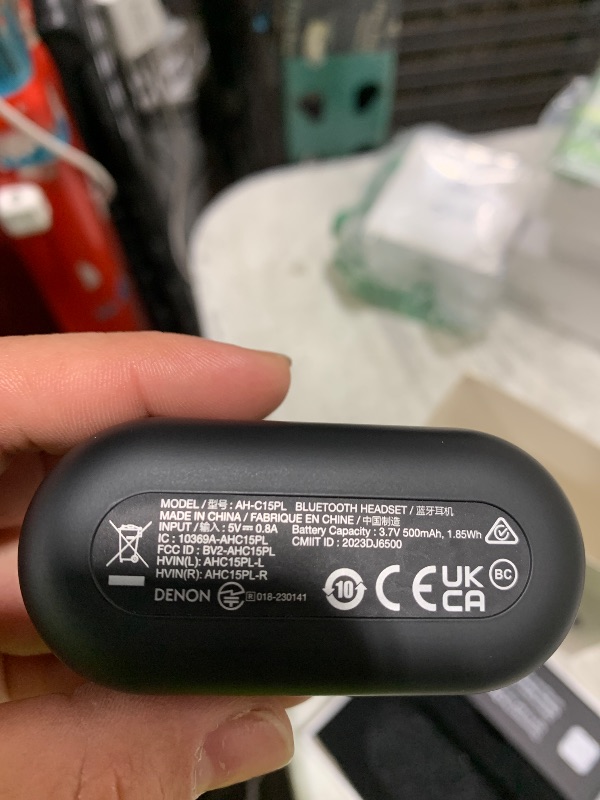 MODEL / 型号 : AH-C15PL BLUETOOTH HEADSET / 蓝牙耳机
MADE IN CHINA / FABRIQUE EN CHINE / 中国制造
INPUT / 输入 : 5V⎓0.8A Battery Capacity : 3.7V 500mAh, 1.85Wh
IC : 10369A-AHC15PL CMIIT ID : 2023DJ6500
FCC ID : BV2-AHC15PL
HVIN(L): AHC15PL-L
HVIN(R): AHC15PL-R
DENON R 018-230141 10 CE UK CA BC